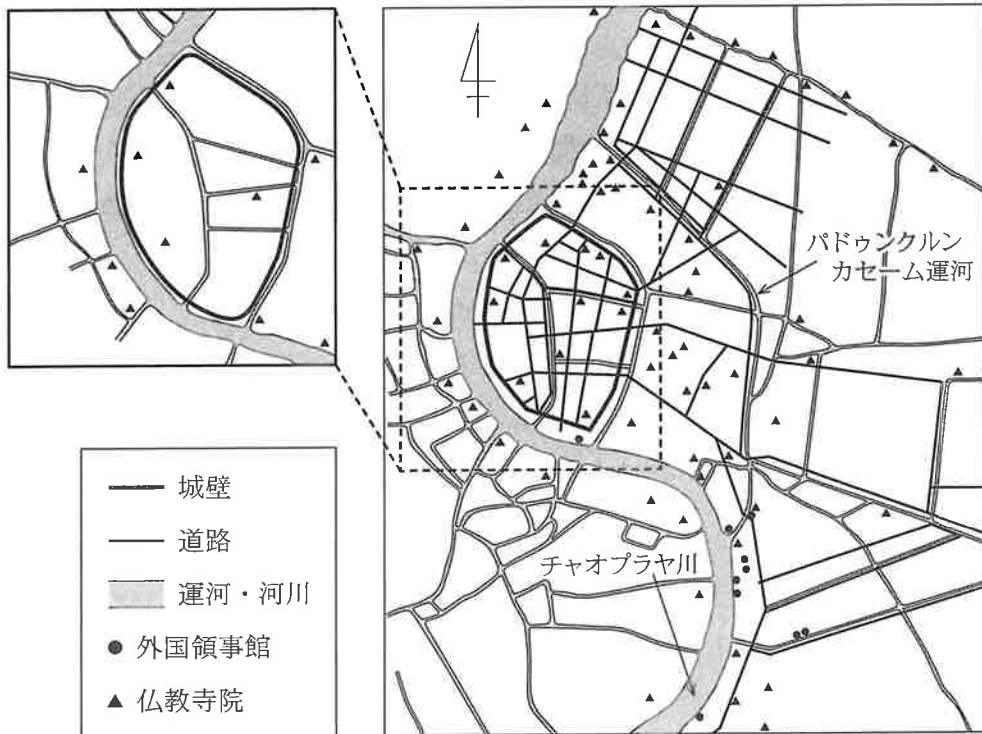 パドゥンクルン
カセーム運河
チャオプラヤ川
城壁
道路
運河・河川
外国領事館
仏教寺院